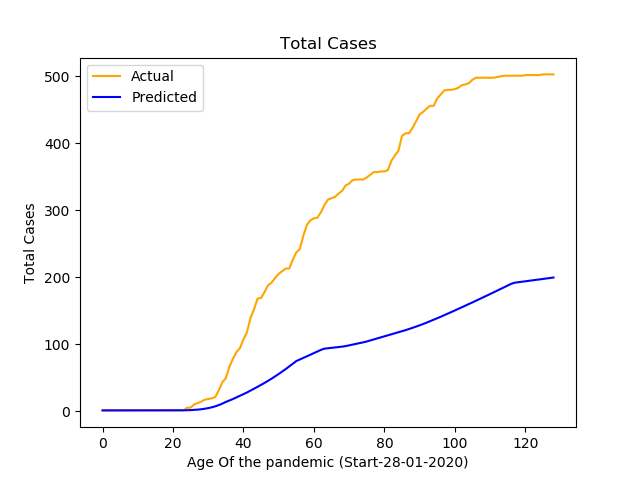 Total Cases
Actual
Predicted
Total Cases
500
400
300
200
100
0
0 20 40 60 80 100 120
Age Of the pandemic (Start-28-01-2020)